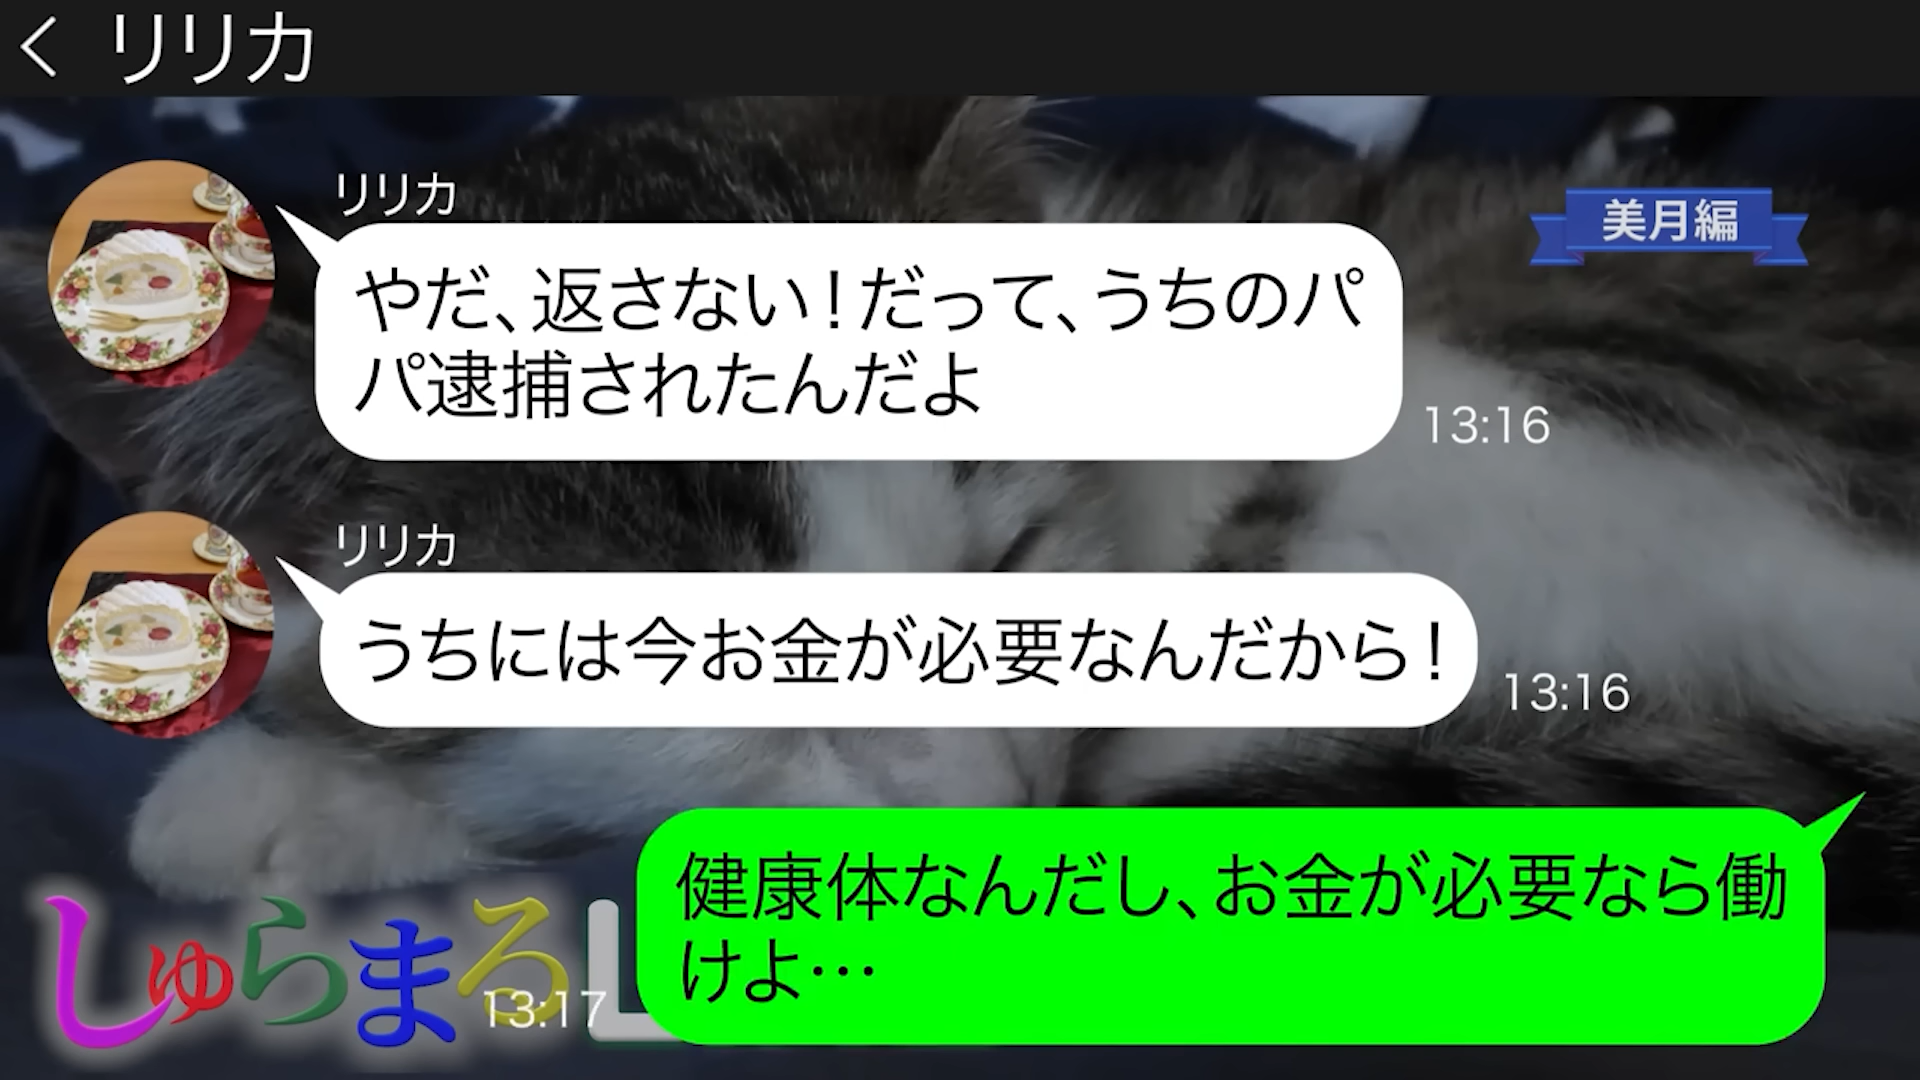 リリカ
リリカ
美月編
やだ、返さない！だって、うちのパ
パ逮捕されたんだよ
13:16
リリカ
うちには今お金が必要なんだから！
13:16
健康体なんだし、お金が必要なら働
けよ…
しゅらまるL
13:17